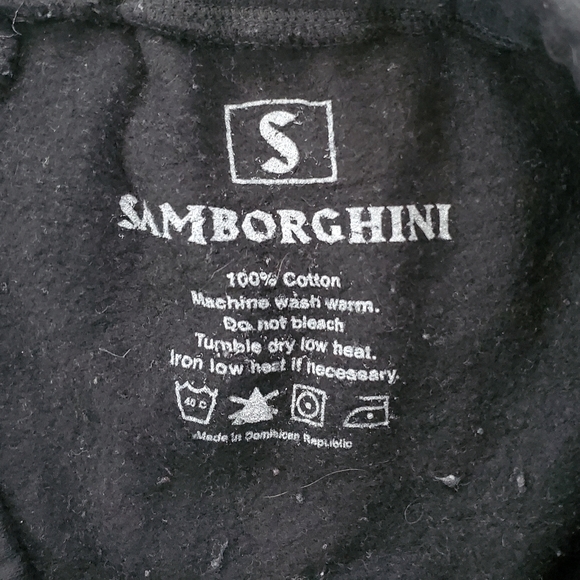 S
SAMBORGHINI
100% Cotton
Machine wash warm.
Do not bleach
Tumble dry low heat.
Iron low heat if necessary.
40 C
Made in Dominican Republic